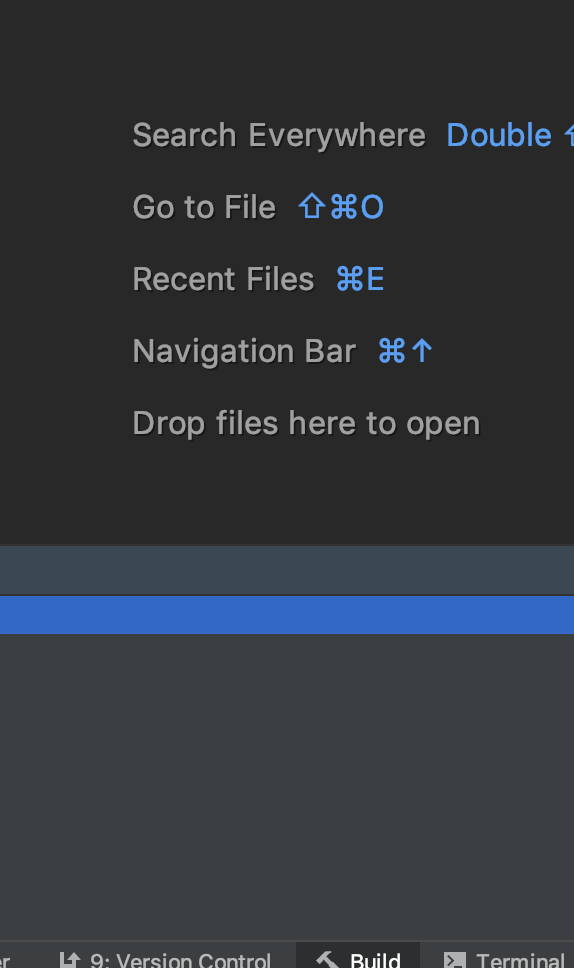 Search Everywhere Double ⇧
Go to File ⇧⌘O
Recent Files ⌘E
Navigation Bar ⌘↑
Drop files here to open
9: Version Control Build Terminal